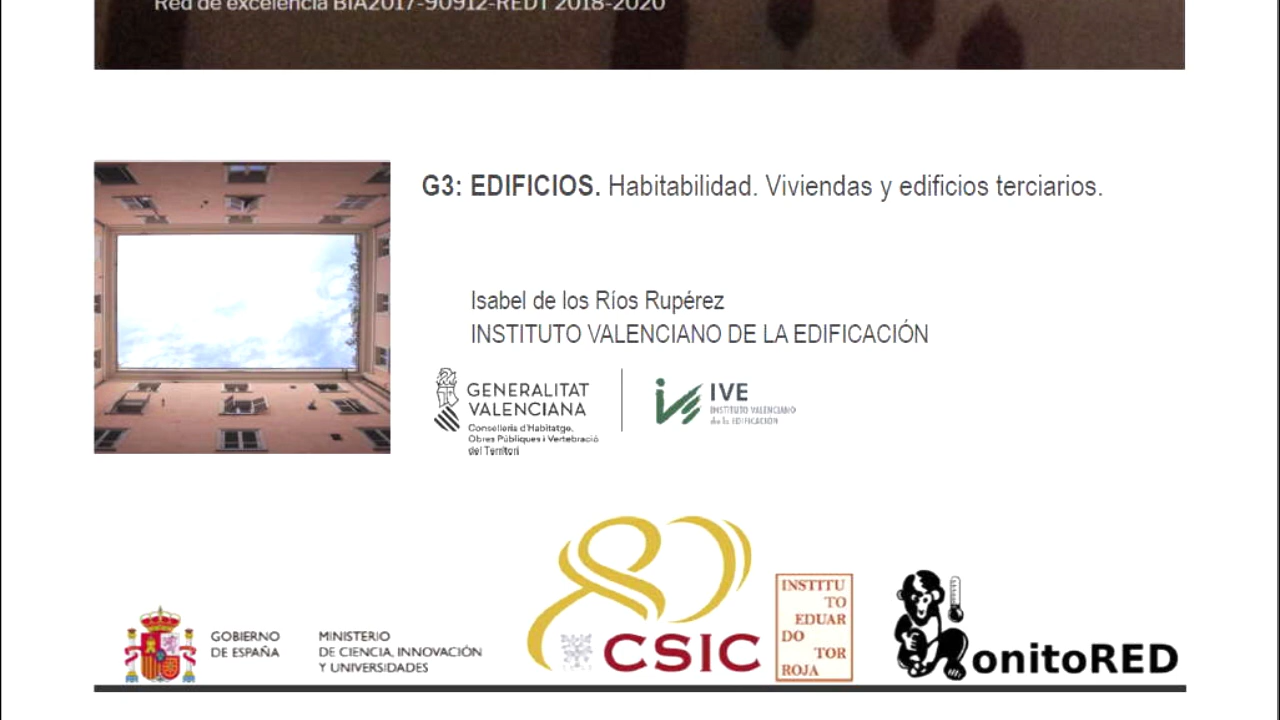 Red de excelencia BIA2017-90912-REDT 2018-2020
G3: EDIFICIOS. Habitabilidad. Viviendas y edificios terciarios.
Isabel de los Ríos Rupérez
INSTITUTO VALENCIANO DE LA EDIFICACIÓN
GENERALITAT
VALENCIANA
Conselleria d'Habitatge,
Obres Públiques i Vertebració
del Territori
IVE
INSTITUTO VALENCIANO
de la EDIFICACIÓN
GOBIERNO
DE ESPAÑA
MINISTERIO
DE CIENCIA, INNOVACIÓN
Y UNIVERSIDADES
CSIC
INSTITU
TO
EDUAR
DO
TOR
ROJA
onitoRED